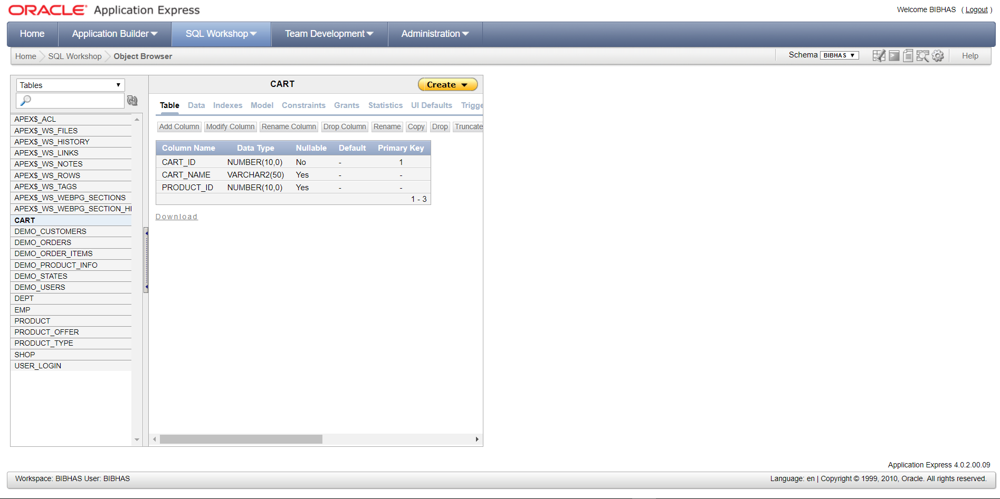 ORACLE® Application Express
Welcome BIBHAS ( Logout )
Home Application Builder SQL Workshop Team Development Administration
Home SQL Workshop Object Browser Schema BIBHAS Help
Tables
APEX$_ACL
APEX$_WS_FILES
APEX$_WS_HISTORY
APEX$_WS_LINKS
APEX$_WS_NOTES
APEX$_WS_ROWS
APEX$_WS_TAGS
APEX$_WS_WEBPG_SECTIONS
APEX$_WS_WEBPG_SECTION_HI
CART
DEMO_CUSTOMERS
DEMO_ORDERS
DEMO_ORDER_ITEMS
DEMO_PRODUCT_INFO
DEMO_STATES
DEMO_USERS
DEPT
EMP
PRODUCT
PRODUCT_OFFER
PRODUCT_TYPE
SHOP
USER_LOGIN
CART Create
Table Data Indexes Model Constraints Grants Statistics UI Defaults Trigge
Add Column Modify Column Rename Column Drop Column Rename Copy Drop Truncate
Column Name Data Type Nullable Default Primary Key
CART_ID NUMBER(10,0) No - 1
CART_NAME VARCHAR2(50) Yes - -
PRODUCT_ID NUMBER(10,0) Yes - -
1 - 3
Download
Application Express 4.0.2.00.09
Workspace: BIBHAS User: BIBHAS
Language: en | Copyright © 1999, 2010, Oracle. All rights reserved.